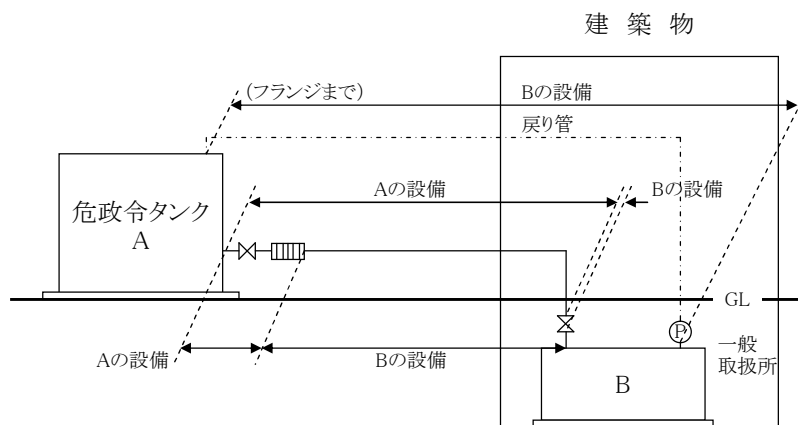 建築物
(フランジまで)
Bの設備
戻り管
Aの設備
Bの設備
危政令タンク
A
GL
P
一般
取扱所
Aの設備
Bの設備
B